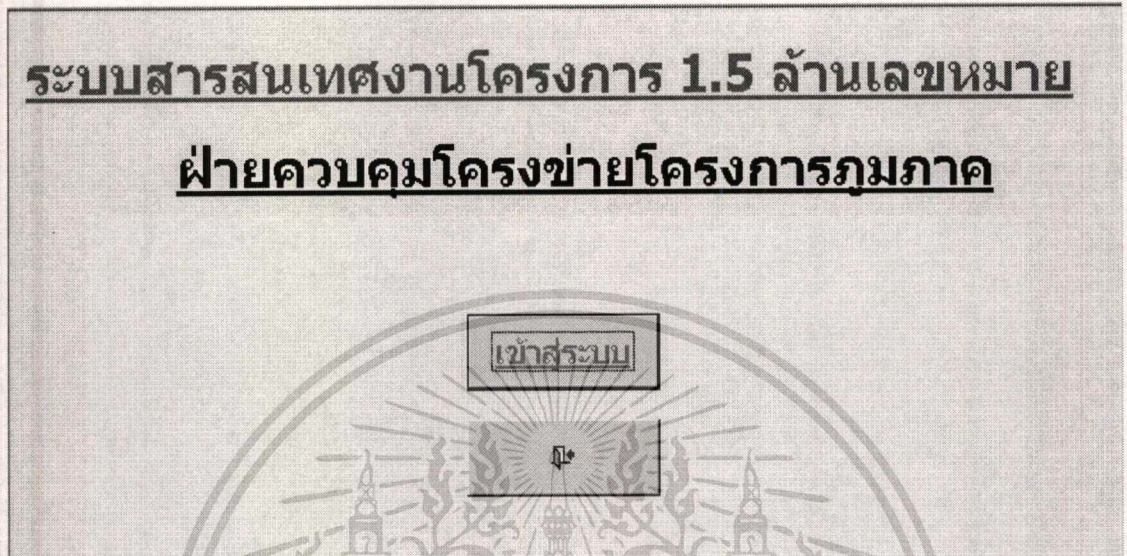 ระบบสารสนเทศงานโครงการ 1.5 ล้านเลขหมาย
ฝ่ายควบคุมโครงข่ายโครงการภูมภาค
เข้าสู่ระบบ